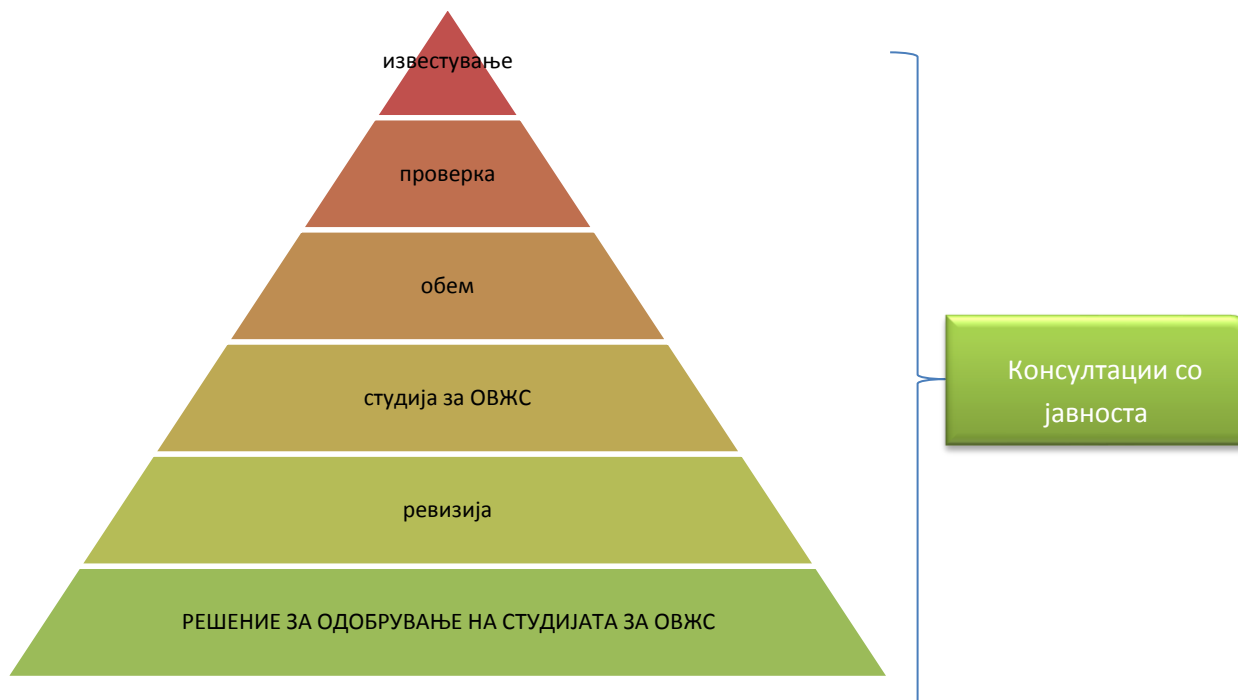 известување
проверка
обем
студија за ОВЖС
ревизија
РЕШЕНИЕ ЗА ОДОБРУВАЊЕ НА СТУДИЈАТА ЗА ОВЖС
Консултации со
јавноста